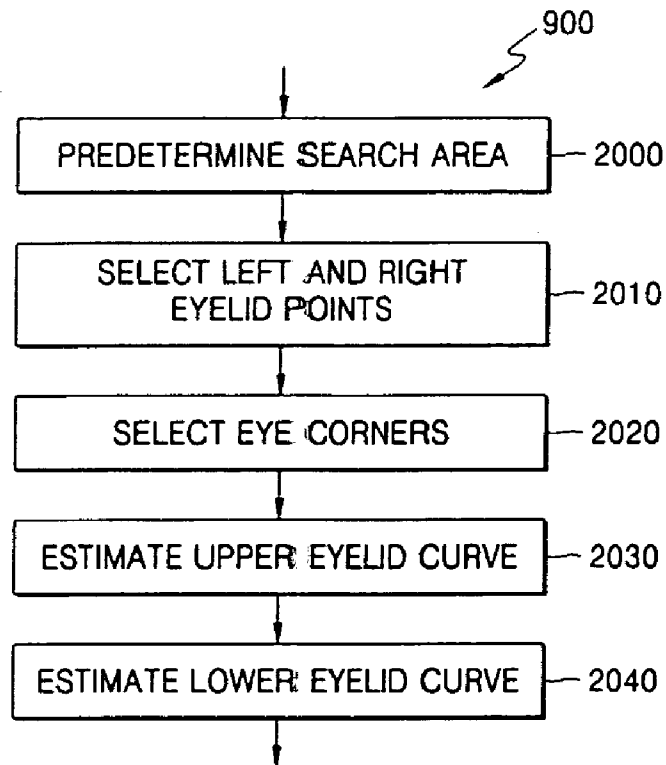 900
PREDETERMINE SEARCH AREA
2000
SELECT LEFT AND RIGHT
EYELID POINTS
2010
SELECT EYE CORNERS
2020
ESTIMATE UPPER EYELID CURVE
2030
ESTIMATE LOWER EYELID CURVE
2040